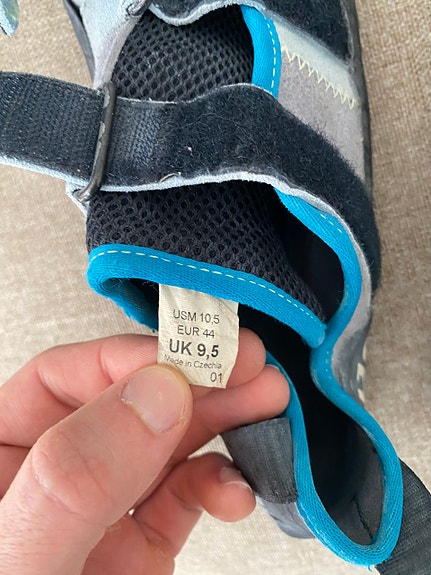 USM 10,5
EUR 44
UK 9,5
Made in Czechia
01